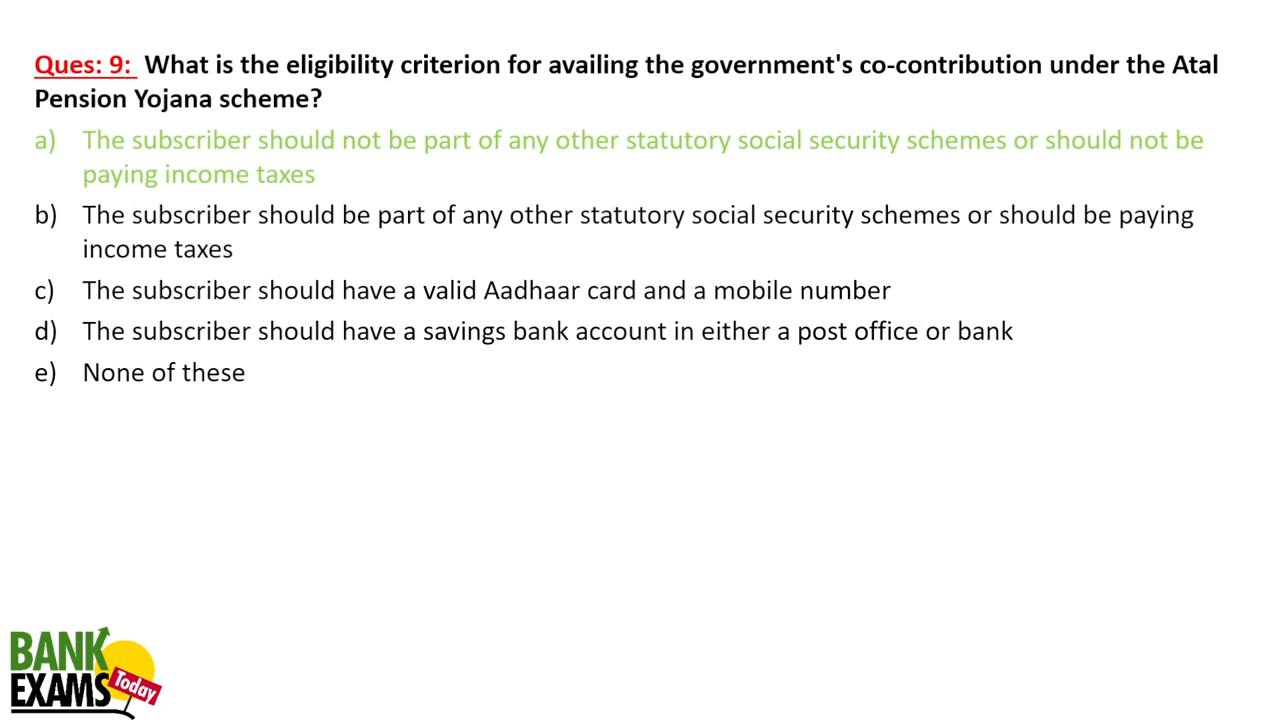 Ques: 9: What is the eligibility criterion for availing the government's co-contribution under the Atal
Pension Yojana scheme?
a) The subscriber should not be part of any other statutory social security schemes or should not be
paying income taxes
b) The subscriber should be part of any other statutory social security schemes or should be paying
income taxes
c) The subscriber should have a valid Aadhaar card and a mobile number
d) The subscriber should have a savings bank account in either a post office or bank
e) None of these
BANK
EXAMS
Today